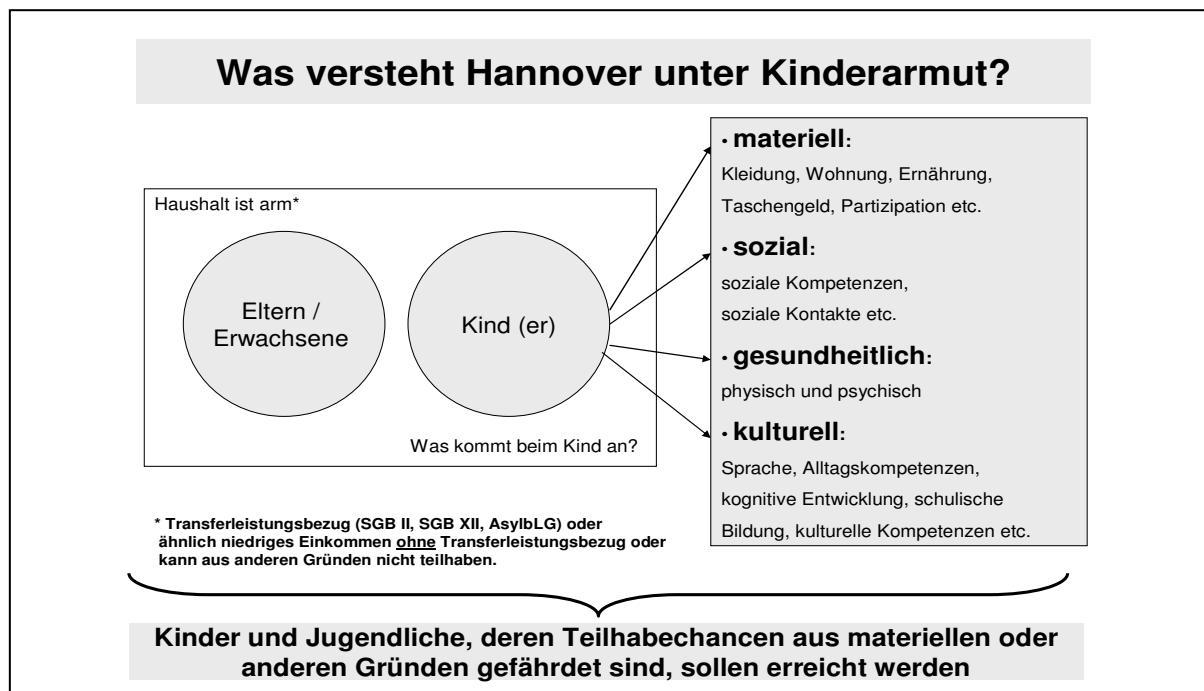 Was versteht Hannover unter Kinderarmut?
Haushalt ist arm*
Eltern /
Erwachsene
Kind (er)
Was kommt beim Kind an?
• materiell:
Kleidung, Wohnung, Ernährung,
Taschengeld, Partizipation etc.
• sozial:
soziale Kompetenzen,
soziale Kontakte etc.
• gesundheitlich:
physisch und psychisch
• kulturell:
Sprache, Alltagskompetenzen,
kognitive Entwicklung, schulische
Bildung, kulturelle Kompetenzen etc.
* Transferleistungsbezug (SGB II, SGB XII, AsylbLG) oder
ähnlich niedriges Einkommen ohne Transferleistungsbezug oder
kann aus anderen Gründen nicht teilhaben.
Kinder und Jugendliche, deren Teilhabechancen aus materiellen oder
anderen Gründen gefährdet sind, sollen erreicht werden